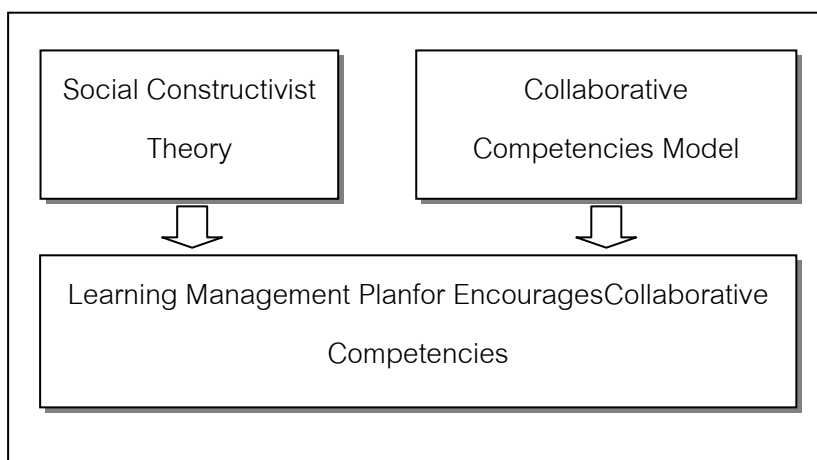 Social Constructivist
Theory
Collaborative
Competencies Model
Learning Management Planfor EncouragesCollaborative
Competencies